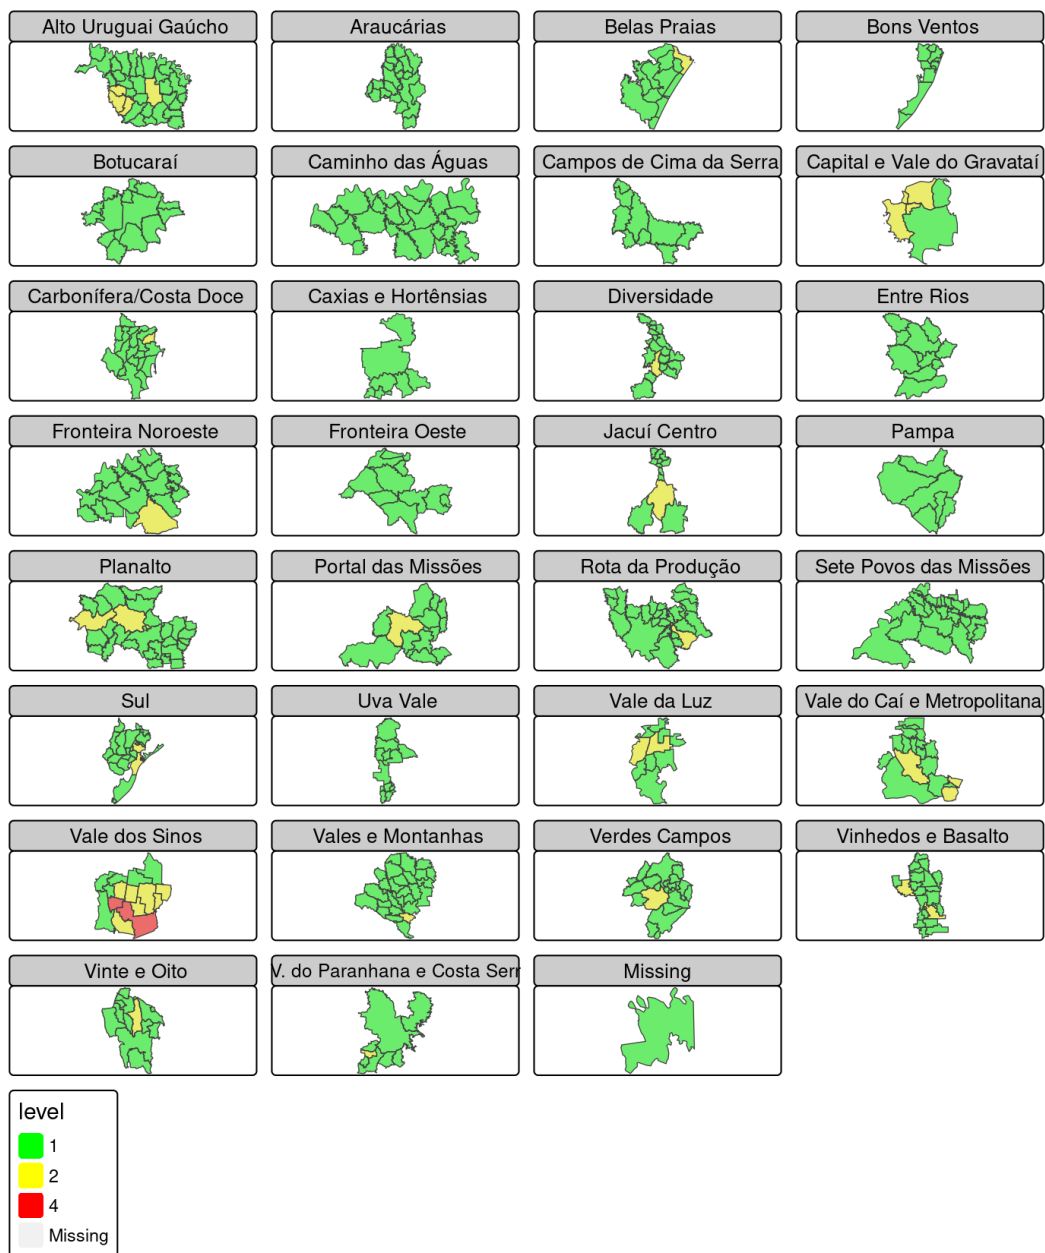 Alto Uruguai Gaúcho
Araucárias
Belas Praias
Bons Ventos
Botucaraí
Caminho das Águas
Campos de Cima da Serra
Capital e Vale do Gravataí
Carbonífera/Costa Doce
Caxias e Hortênsias
Diversidade
Entre Rios
Fronteira Noroeste
Fronteira Oeste
Jacuí Centro
Pampa
Planalto
Portal das Missões
Rota da Produção
Sete Povos das Missões
Sul
Uva Vale
Vale da Luz
Vale do Caí e Metropolitana
Vale dos Sinos
Vales e Montanhas
Verdes Campos
Vinhedos e Basalto
Vinte e Oito
V. do Paranhana e Costa Serr
Missing
level
1
2
4
Missing